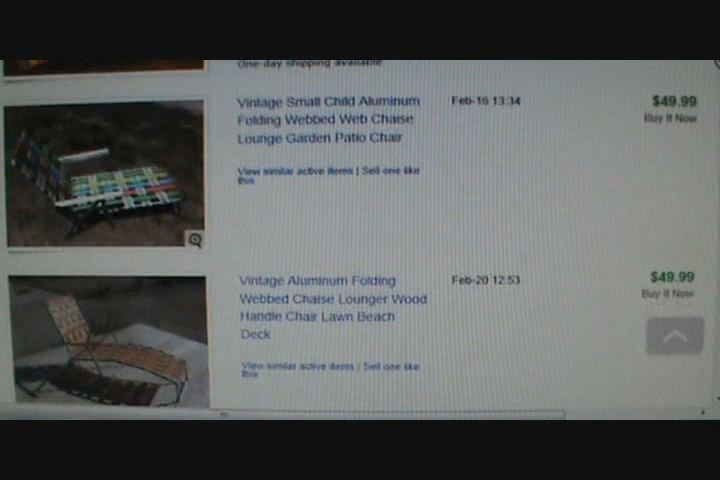 One-day shipping available
Vintage Small Child Aluminum
Folding Webbed Web Chaise
Lounge Garden Patio Chair
Feb-16 13:34
$49.99
Buy It Now
View similar active items | Sell one like
this
Vintage Aluminum Folding
Webbed Chaise Lounger Wood
Handle Chair Lawn Beach
Deck
Feb-20 12:53
$49.99
Buy It Now
View similar active items | Sell one like
this